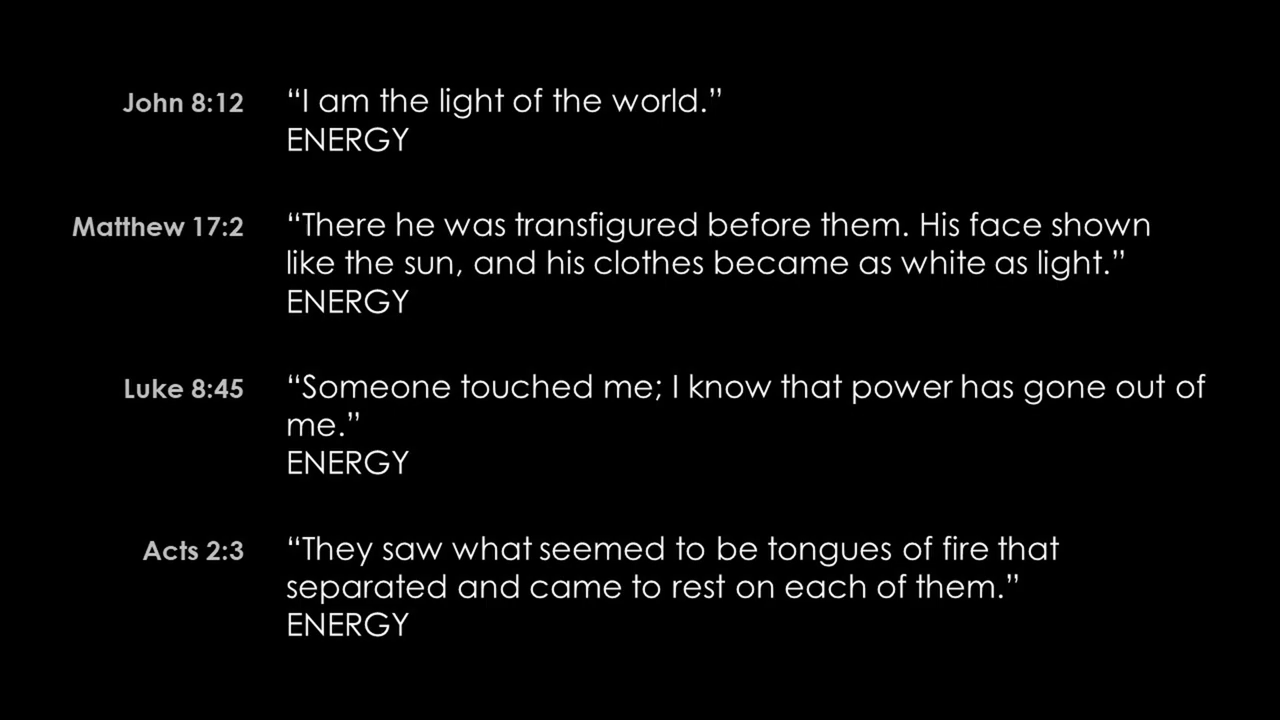 John 8:12 “I am the light of the world.”
ENERGY
Matthew 17:2 “There he was transfigured before them. His face shown
like the sun, and his clothes became as white as light.”
ENERGY
Luke 8:45 “Someone touched me; I know that power has gone out of
me.”
ENERGY
Acts 2:3 “They saw what seemed to be tongues of fire that
separated and came to rest on each of them.”
ENERGY